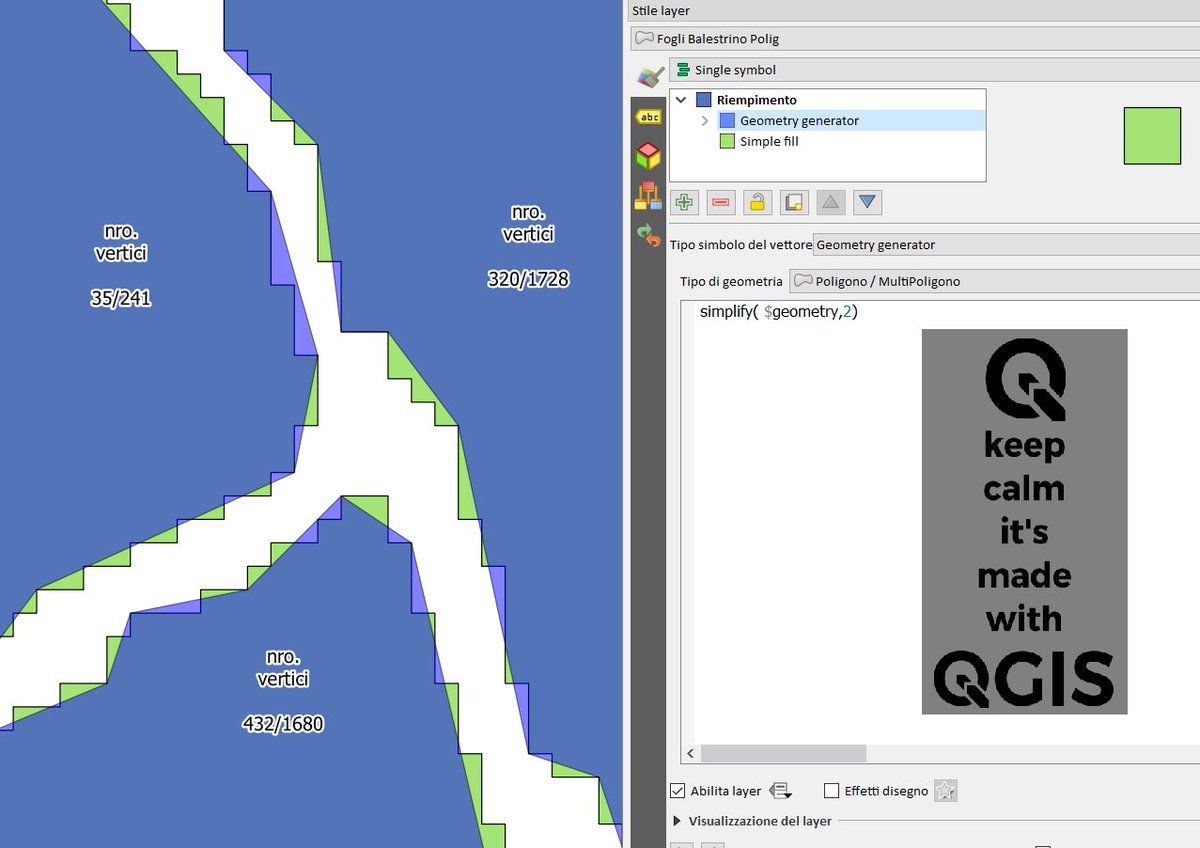 nro.
vertici
35/241
nro.
vertici
320/1728
nro.
vertici
432/1680
Stile layer
Fogli Balestrino Polig
Single symbol
abc
Riempimento
Geometry generator
Simple fill
Tipo simbolo del vettore Geometry generator
Tipo di geometria Poligono / MultiPoligono
simplify( $geometry,2)
keep
calm
it's
made
with
QGIS
Abilita layer
Effetti disegno
Visualizzazione del layer